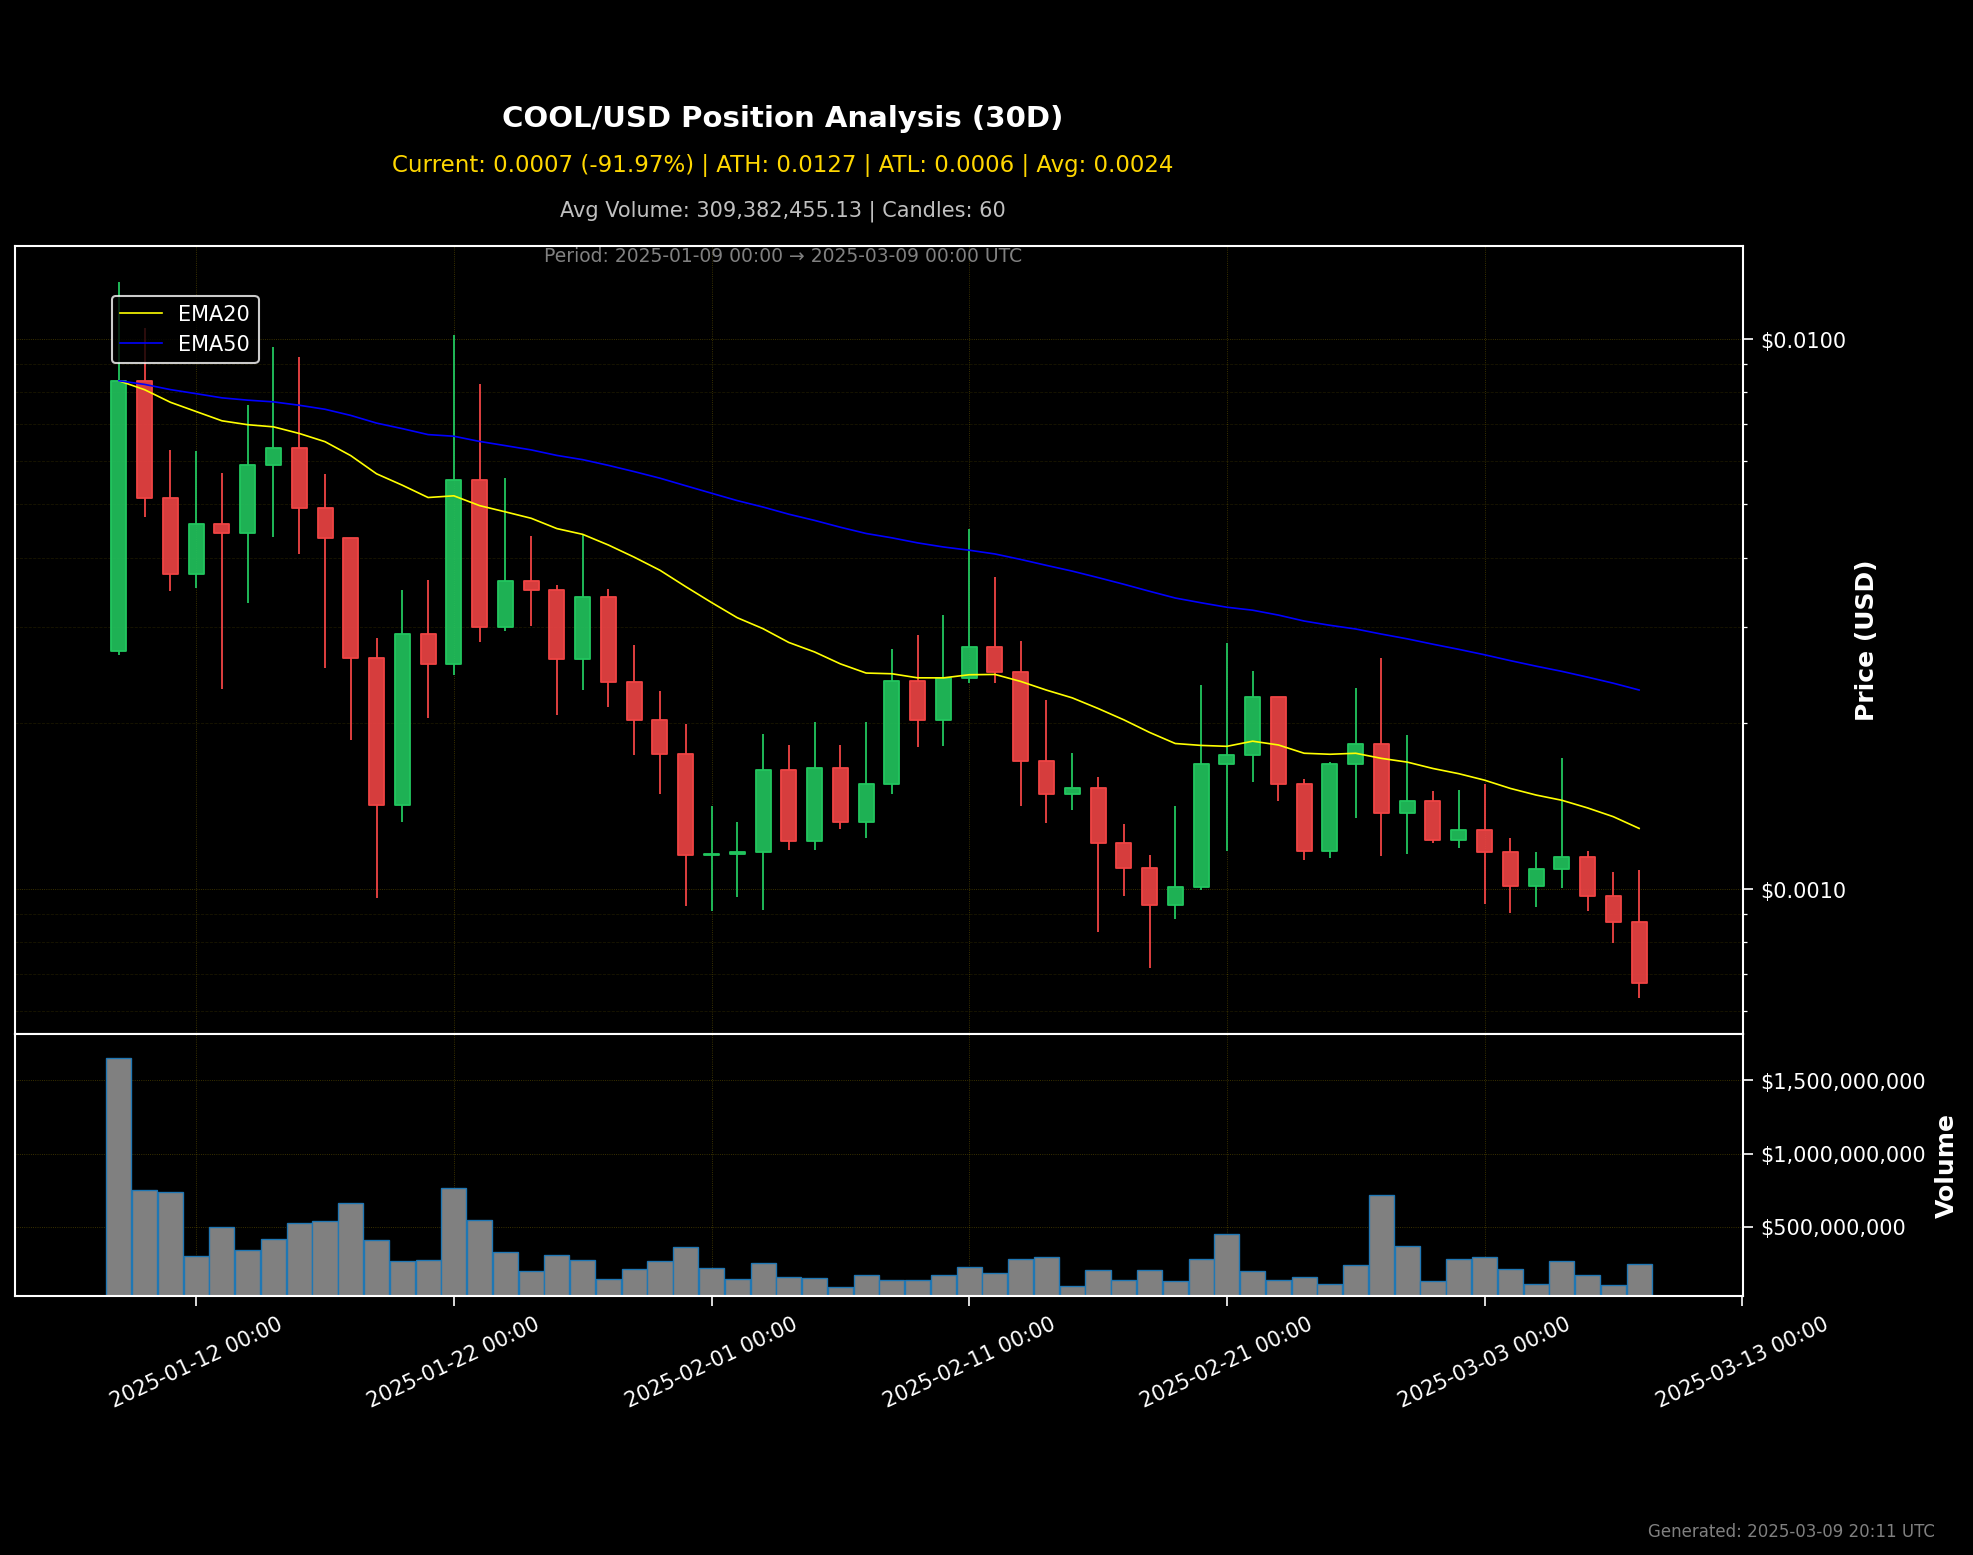 COOL/USD Position Analysis (30D)
Current: 0.0007 (-91.97%) | ATH: 0.0127 | ATL: 0.0006 | Avg: 0.0024
Avg Volume: 309,382,455.13 | Candles: 60
Period: 2025-01-09 00:00 → 2025-03-09 00:00 UTC
EMA20
EMA50
$0.0100
$0.0010
Price (USD)
$1,500,000,000
$1,000,000,000
$500,000,000
Volume
2025-01-12 00:00
2025-01-22 00:00
2025-02-01 00:00
2025-02-11 00:00
2025-02-21 00:00
2025-03-03 00:00
2025-03-13 00:00
Generated: 2025-03-09 20:11 UTC